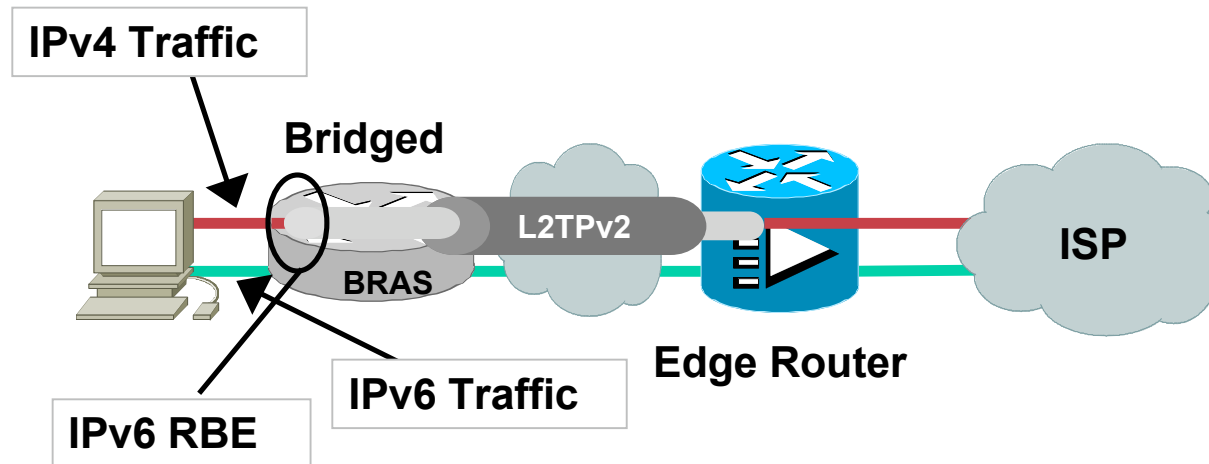 IPv4 Traffic
Bridged
L2TPv2
ISP
BRAS
Edge Router
IPv6 Traffic
IPv6 RBE